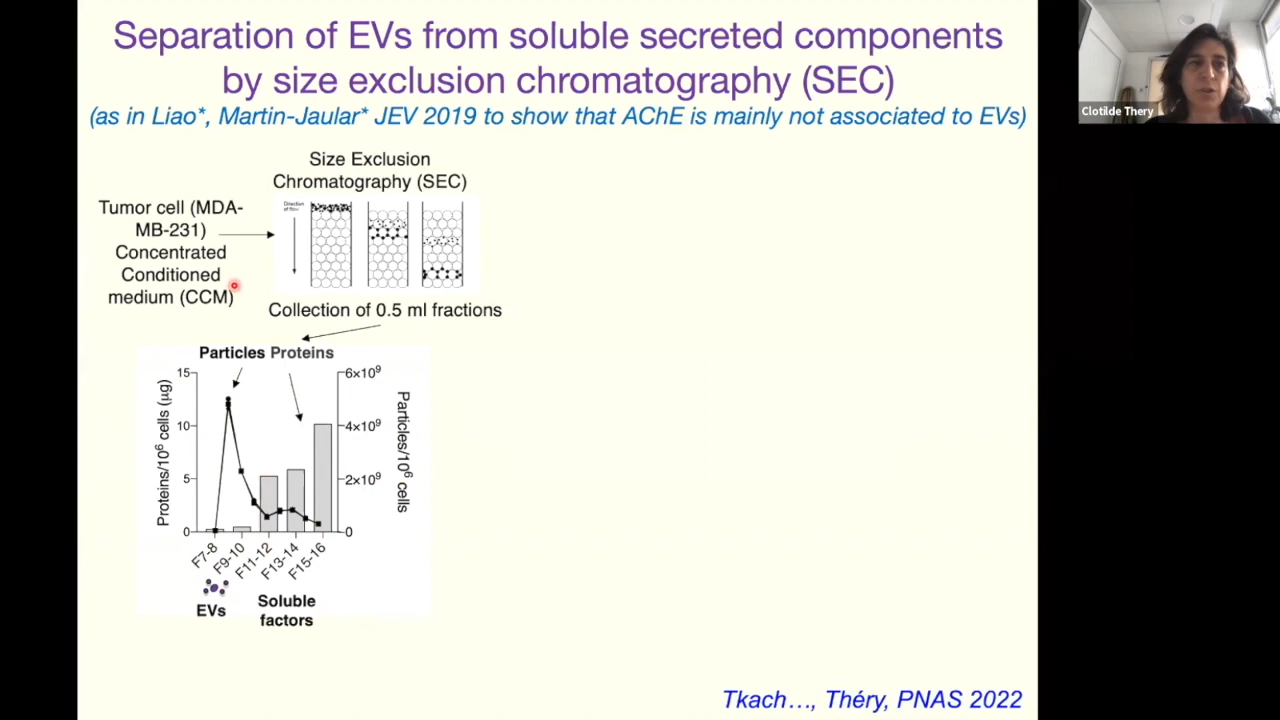 Separation of EVs from soluble secreted components
by size exclusion chromatography (SEC)
(as in Liao*, Martin-Jaular* JEV 2019 to show that AChE is mainly not associated to EVs)
Clotilde Thery
Size Exclusion
Chromatography (SEC)
Tumor cell (MDA-
MB-231)
Concentrated
Conditioned
medium (CCM)
Direction
of flow
Collection of 0.5 ml fractions
Particles Proteins
Proteins/10⁶ cells (µg)
15
10
5
0
6×10⁹
4×10⁹
2×10⁹
0
Particles/10⁶ cells
F7-8
F9-10
F11-12
F13-14
F15-16
EVs
Soluble
factors
Tkach…, Théry, PNAS 2022